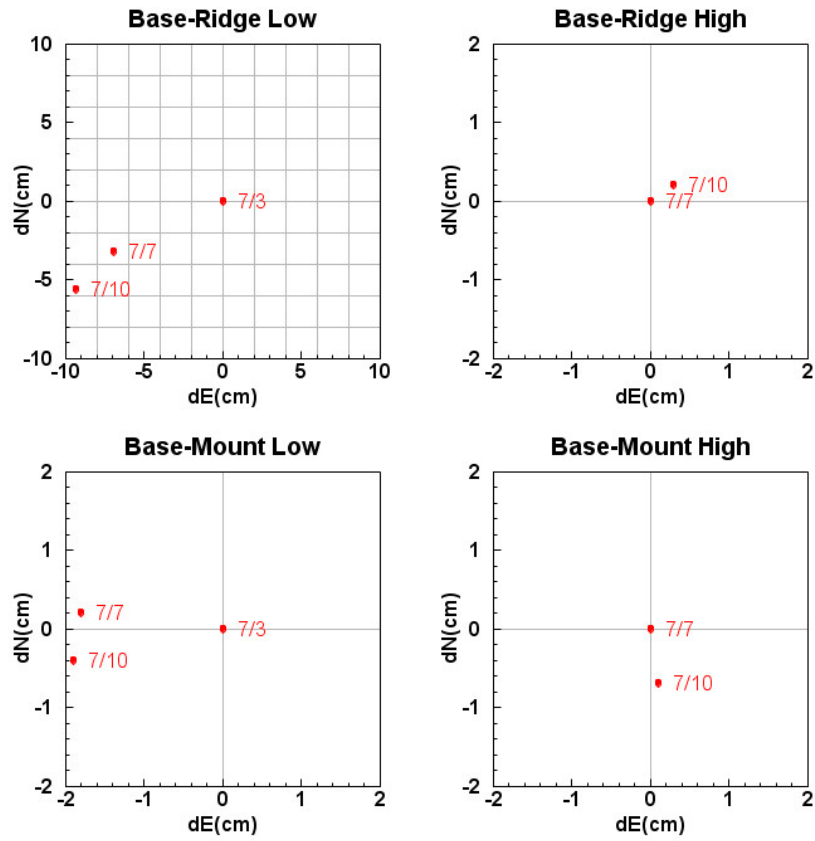 Base-Ridge Low
10
5
0
-5
-10
dN(cm)
7/3
7/7
7/10
-10 -5 0 5 10
dE(cm)
Base-Ridge High
2
1
0
-1
-2
dN(cm)
7/10
7/7
-2 -1 0 1 2
dE(cm)
Base-Mount Low
2
1
0
-1
-2
dN(cm)
7/7
7/3
7/10
-2 -1 0 1 2
dE(cm)
Base-Mount High
2
1
0
-1
-2
dN(cm)
7/7
7/10
-2 -1 0 1 2
dE(cm)